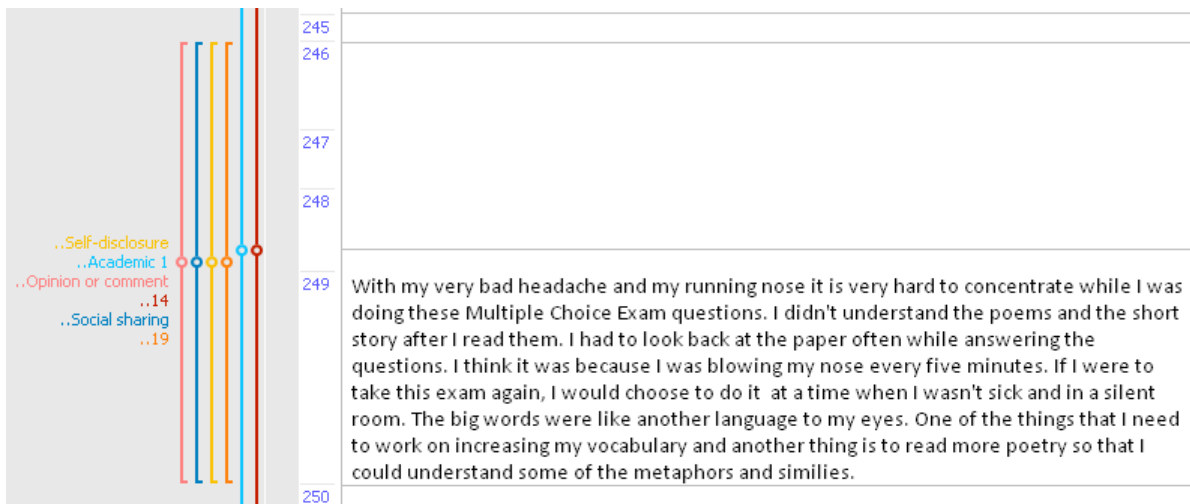 245
246
247
248
..Self-disclosure
..Academic 1
..Opinion or comment
..14
..Social sharing
..19
249
With my very bad headache and my running nose it is very hard to concentrate while I was
doing these Multiple Choice Exam questions. I didn't understand the poems and the short
story after I read them. I had to look back at the paper often while answering the
questions. I think it was because I was blowing my nose every five minutes. If I were to
take this exam again, I would choose to do it  at a time when I wasn't sick and in a silent
room. The big words were like another language to my eyes. One of the things that I need
to work on increasing my vocabulary and another thing is to read more poetry so that I
could understand some of the metaphors and similies.
250